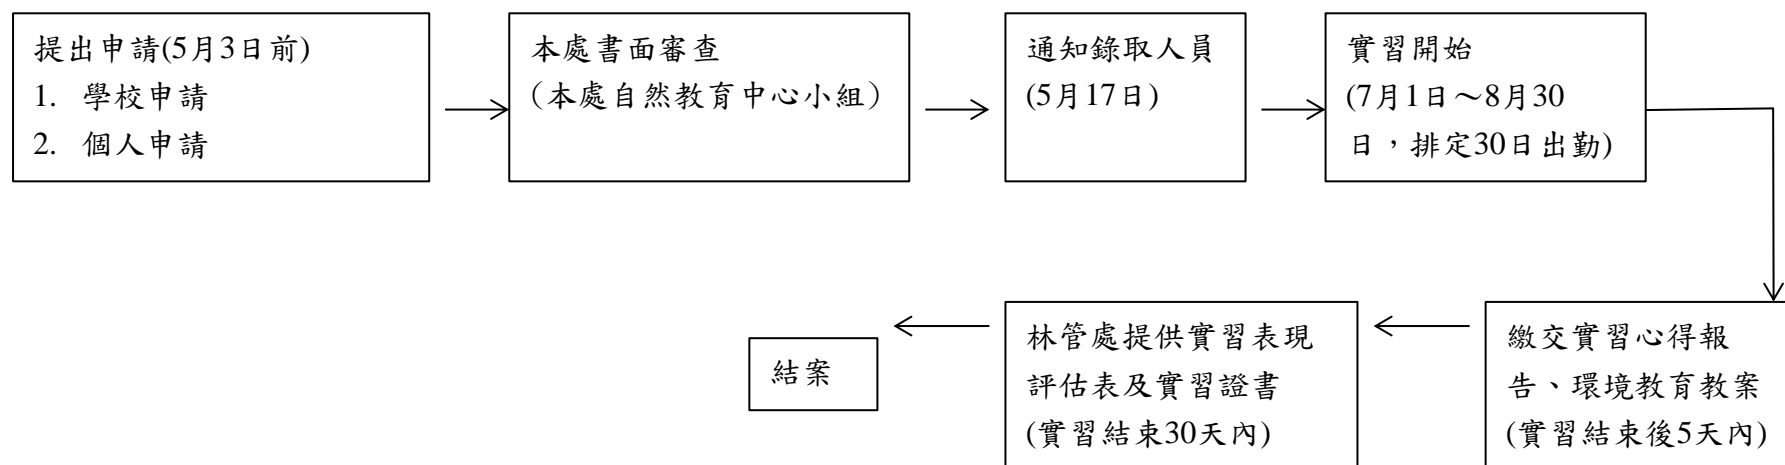 提出申請(5月3日前)
1. 學校申請
2. 個人申請
本處書面審查
（本處自然教育中心小組）
通知錄取人員
(5月17日)
實習開始
(7月1日～8月30
日，排定30日出勤)
繳交實習心得報
告、環境教育教案
(實習結束後5天內)
林管處提供實習表現
評估表及實習證書
(實習結束30天內)
結案